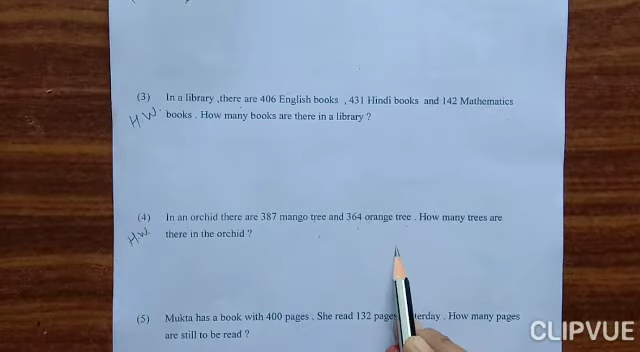 (3) In a library ,there are 406 English books , 431 Hindi books and 142 Mathematics
H.W. books . How many books are there in a library ?
(4) In an orchid there are 387 mango tree and 364 orange tree . How many trees are
H.W. there in the orchid ?
(5) Mukta has a book with 400 pages . She read 132 pages . How many pages
are still to be read ?
CLIPVUE